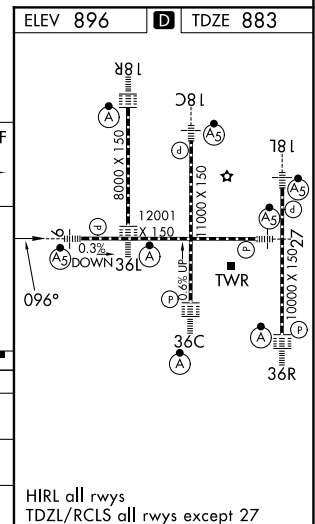 ELEV 896 D TDZE 883
18R
18C
18L
A
A5
P
A5
8000 X 150
11000 X 150
P
A5
P
12001
X 150
9
27
0.3%
DOWN
A5
36L
A
P
096°
0.6% UP
TWR
10000 X 150
P
36C
A
A
P
36R
HIRL all rwys
TDZL/RCLS all rwys except 27